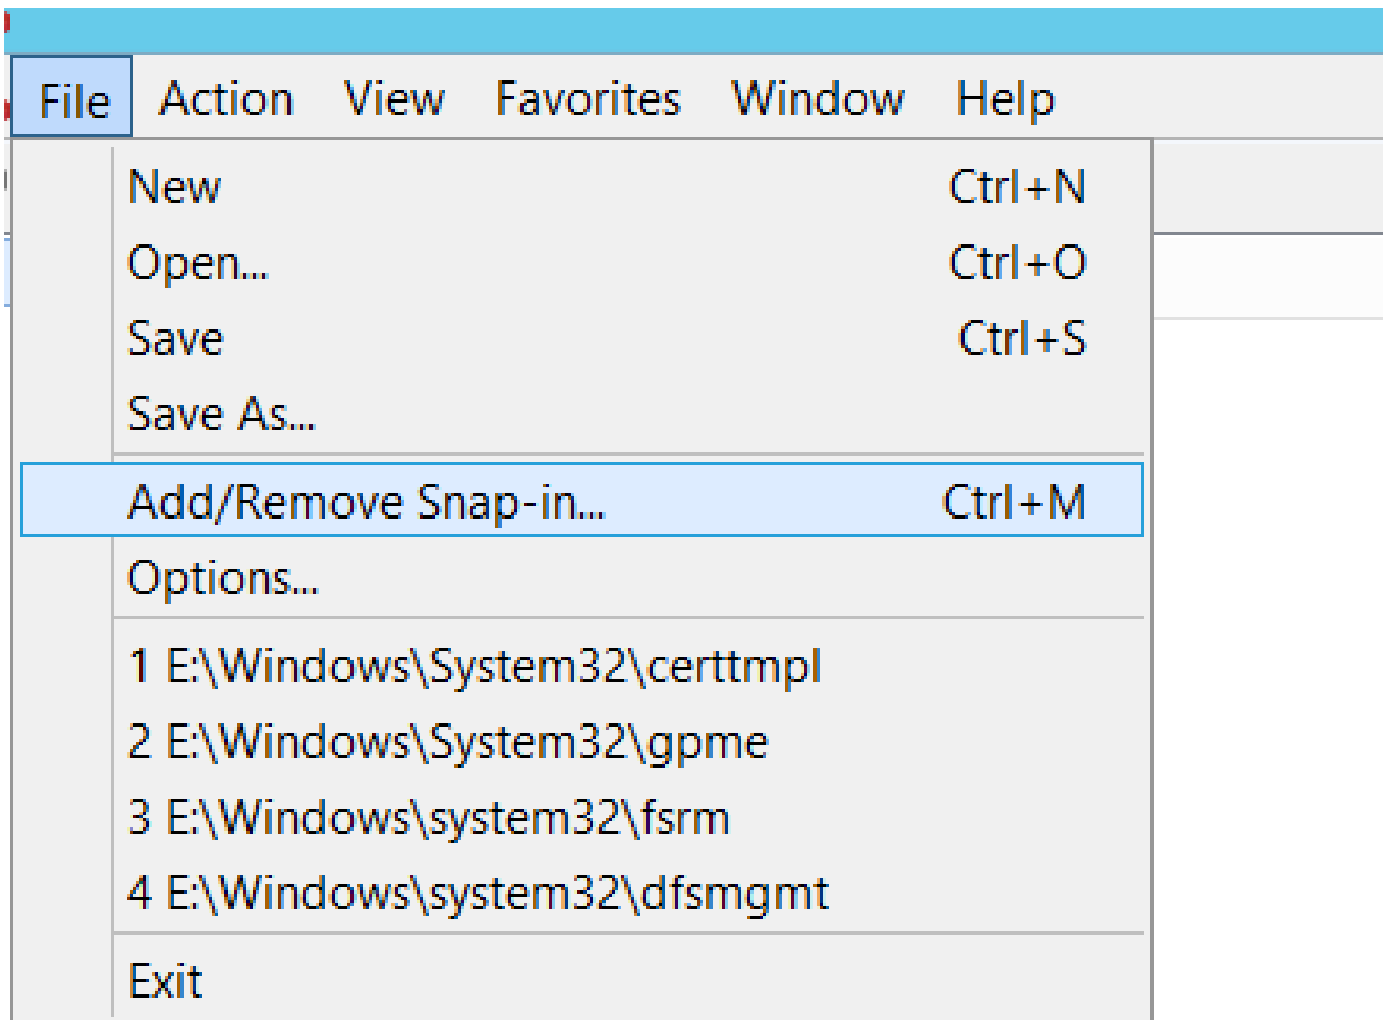 File Action View Favorites Window Help
New Ctrl+N
Open... Ctrl+O
Save Ctrl+S
Save As...
Add/Remove Snap-in... Ctrl+M
Options...
1 E:\Windows\System32\certtmpl
2 E:\Windows\System32\gpme
3 E:\Windows\system32\fsrm
4 E:\Windows\system32\dfsmgmt
Exit